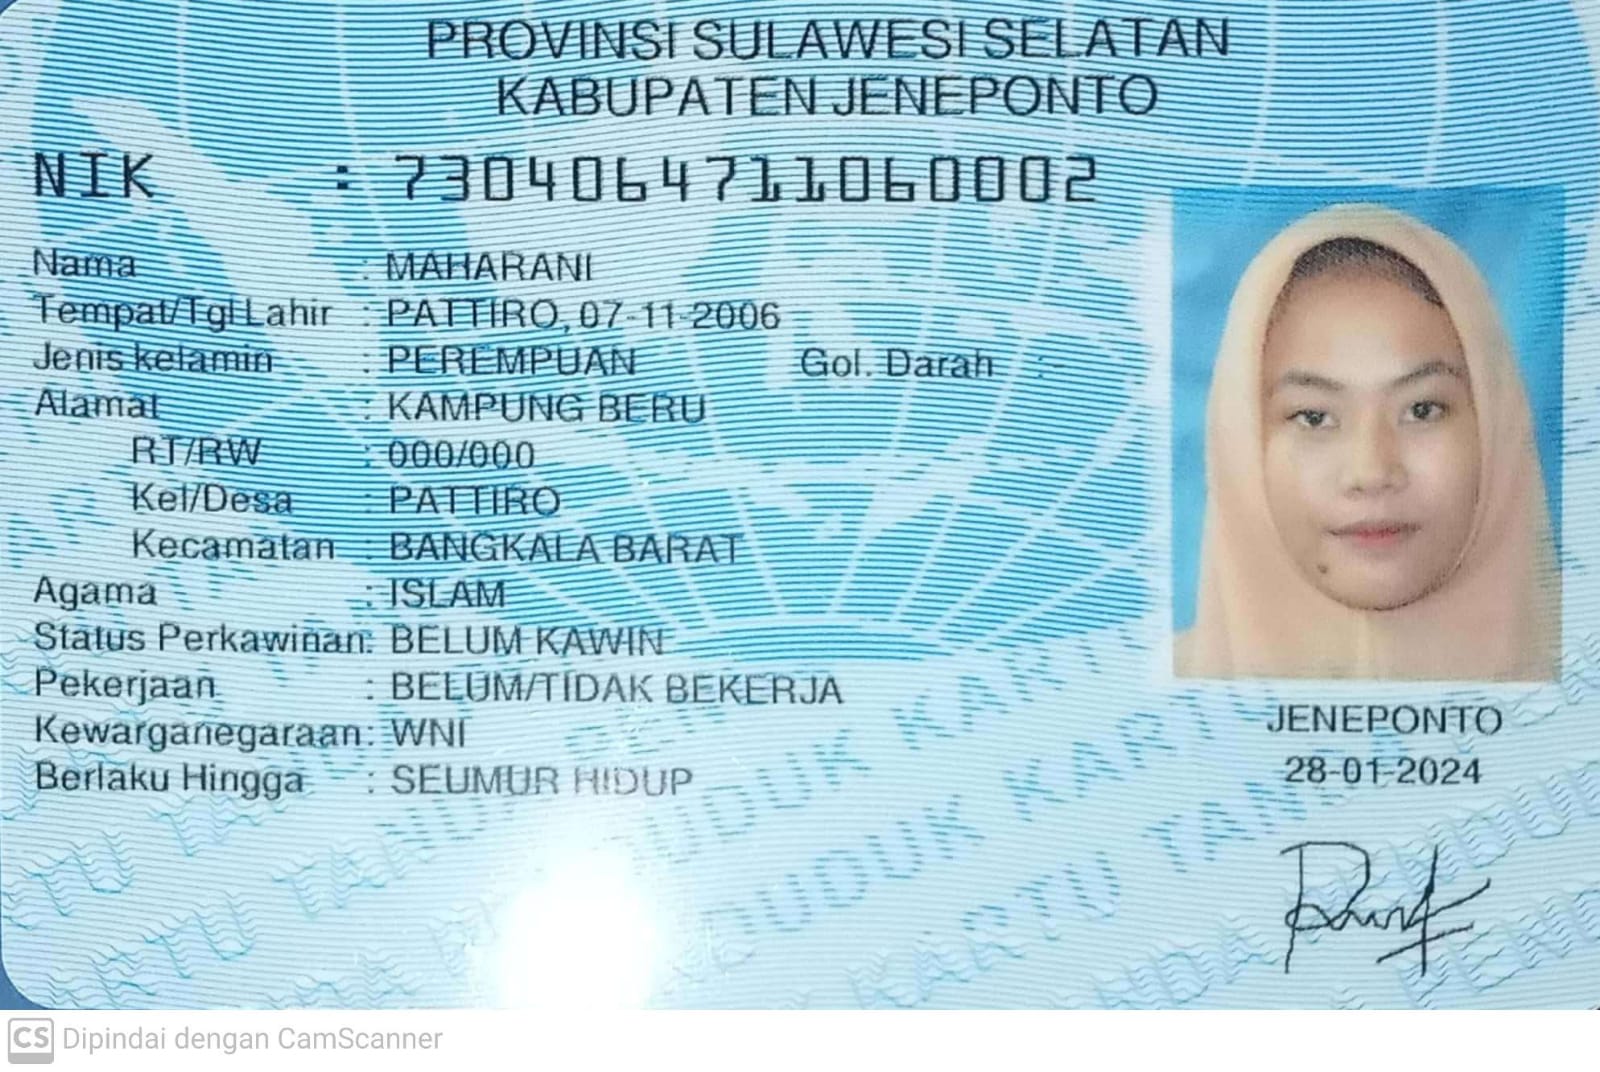 PROVINSI SULAWESI SELATAN
KABUPATEN JENEPONTO
NIK : 7304064711060002
Nama : MAHARANI
Tempat/Tgl Lahir : PATTIRO, 07-11-2006
Jenis kelamin : PEREMPUAN Gol. Darah : -
Alamat : KAMPUNG BERU
RT/RW : 000/000
Kel/Desa : PATTIRO
Kecamatan : BANGKALA BARAT
Agama : ISLAM
Status Perkawinan: BELUM KAWIN
Pekerjaan : BELUM/TIDAK BEKERJA
Kewarganegaraan: WNI
Berlaku Hingga : SEUMUR HIDUP
JENEPONTO
28-01-2024
CS Dipindai dengan CamScanner